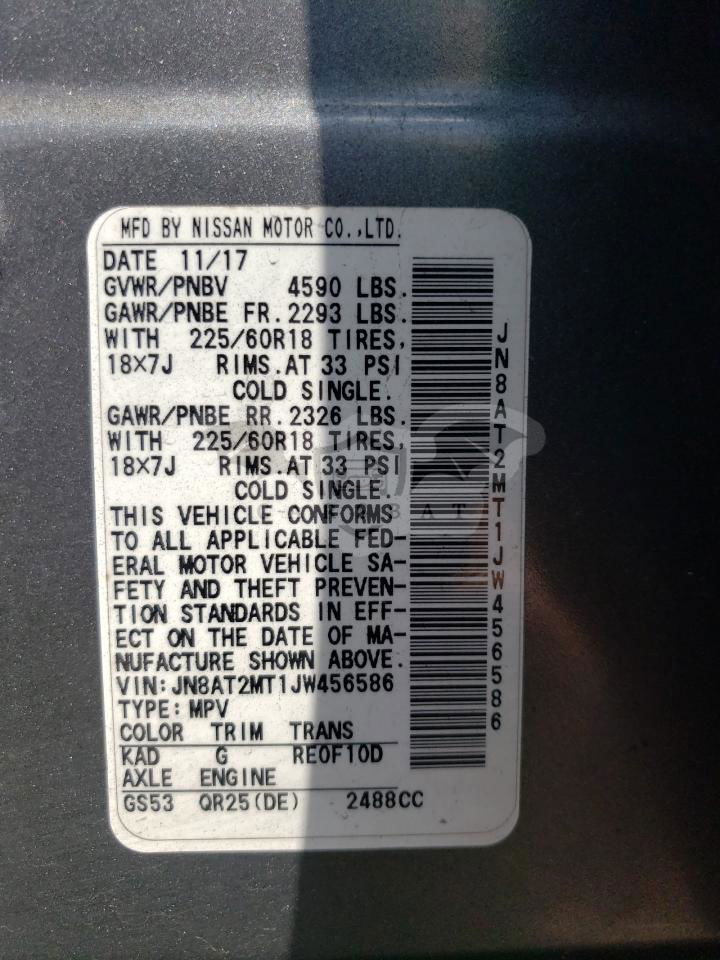 MFD BY NISSAN MOTOR CO.,LTD.
DATE 11/17
GVWR/PNBV 4590 LBS.
GAWR/PNBE FR. 2293 LBS.
WITH 225/60R18 TIRES,
18×7J RIMS. AT 33 PSI
COLD SINGLE.
GAWR/PNBE RR. 2326 LBS.
WITH 225/60R18 TIRES,
18×7J RIMS. AT 33 PSI
COLD SINGLE.
THIS VEHICLE CONFORMS
TO ALL APPLICABLE FED-
ERAL MOTOR VEHICLE SA-
FETY AND THEFT PREVEN-
TION STANDARDS IN EFF-
ECT ON THE DATE OF MA-
NUFACTURE SHOWN ABOVE.
VIN: JN8AT2MT1JW456586
TYPE: MPV
COLOR TRIM TRANS
KAD G RE0F10D
AXLE ENGINE
GS53 QR25(DE) 2488CC
JN8AT2MT1JW456586